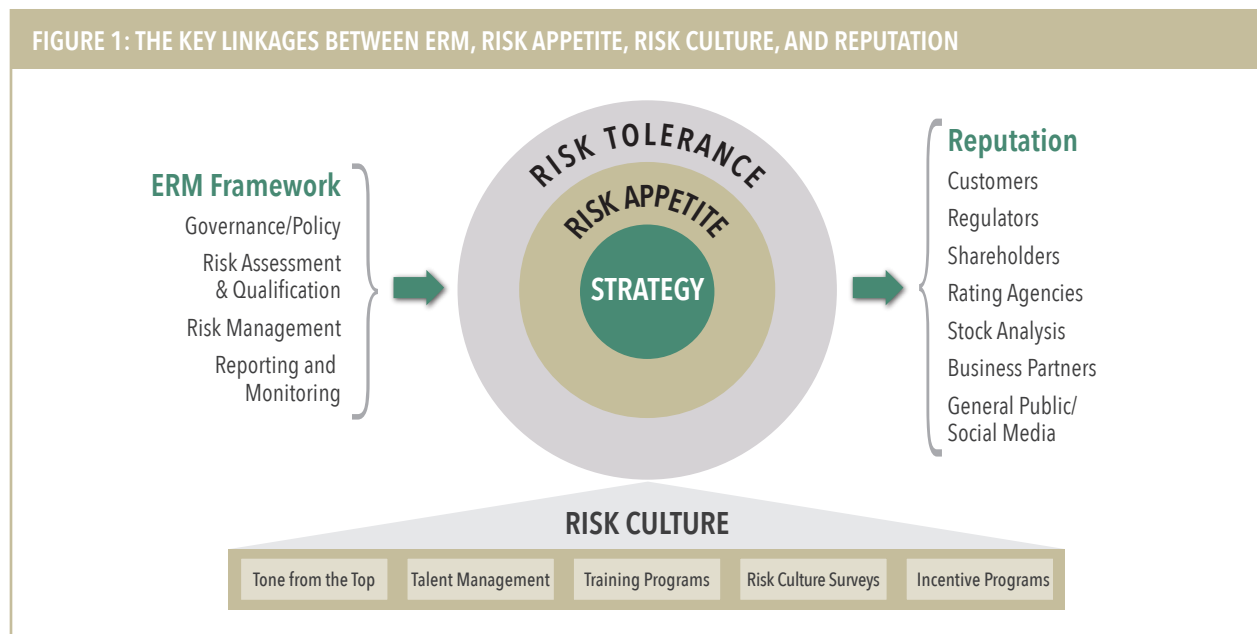 FIGURE 1: THE KEY LINKAGES BETWEEN ERM, RISK APPETITE, RISK CULTURE, AND REPUTATION
ERM Framework
Governance/Policy
Risk Assessment
& Qualification
Risk Management
Reporting and
Monitoring
RISK TOLERANCE
RISK APPETITE
STRATEGY
Reputation
Customers
Regulators
Shareholders
Rating Agencies
Stock Analysis
Business Partners
General Public/
Social Media
RISK CULTURE
Tone from the Top
Talent Management
Training Programs
Risk Culture Surveys
Incentive Programs